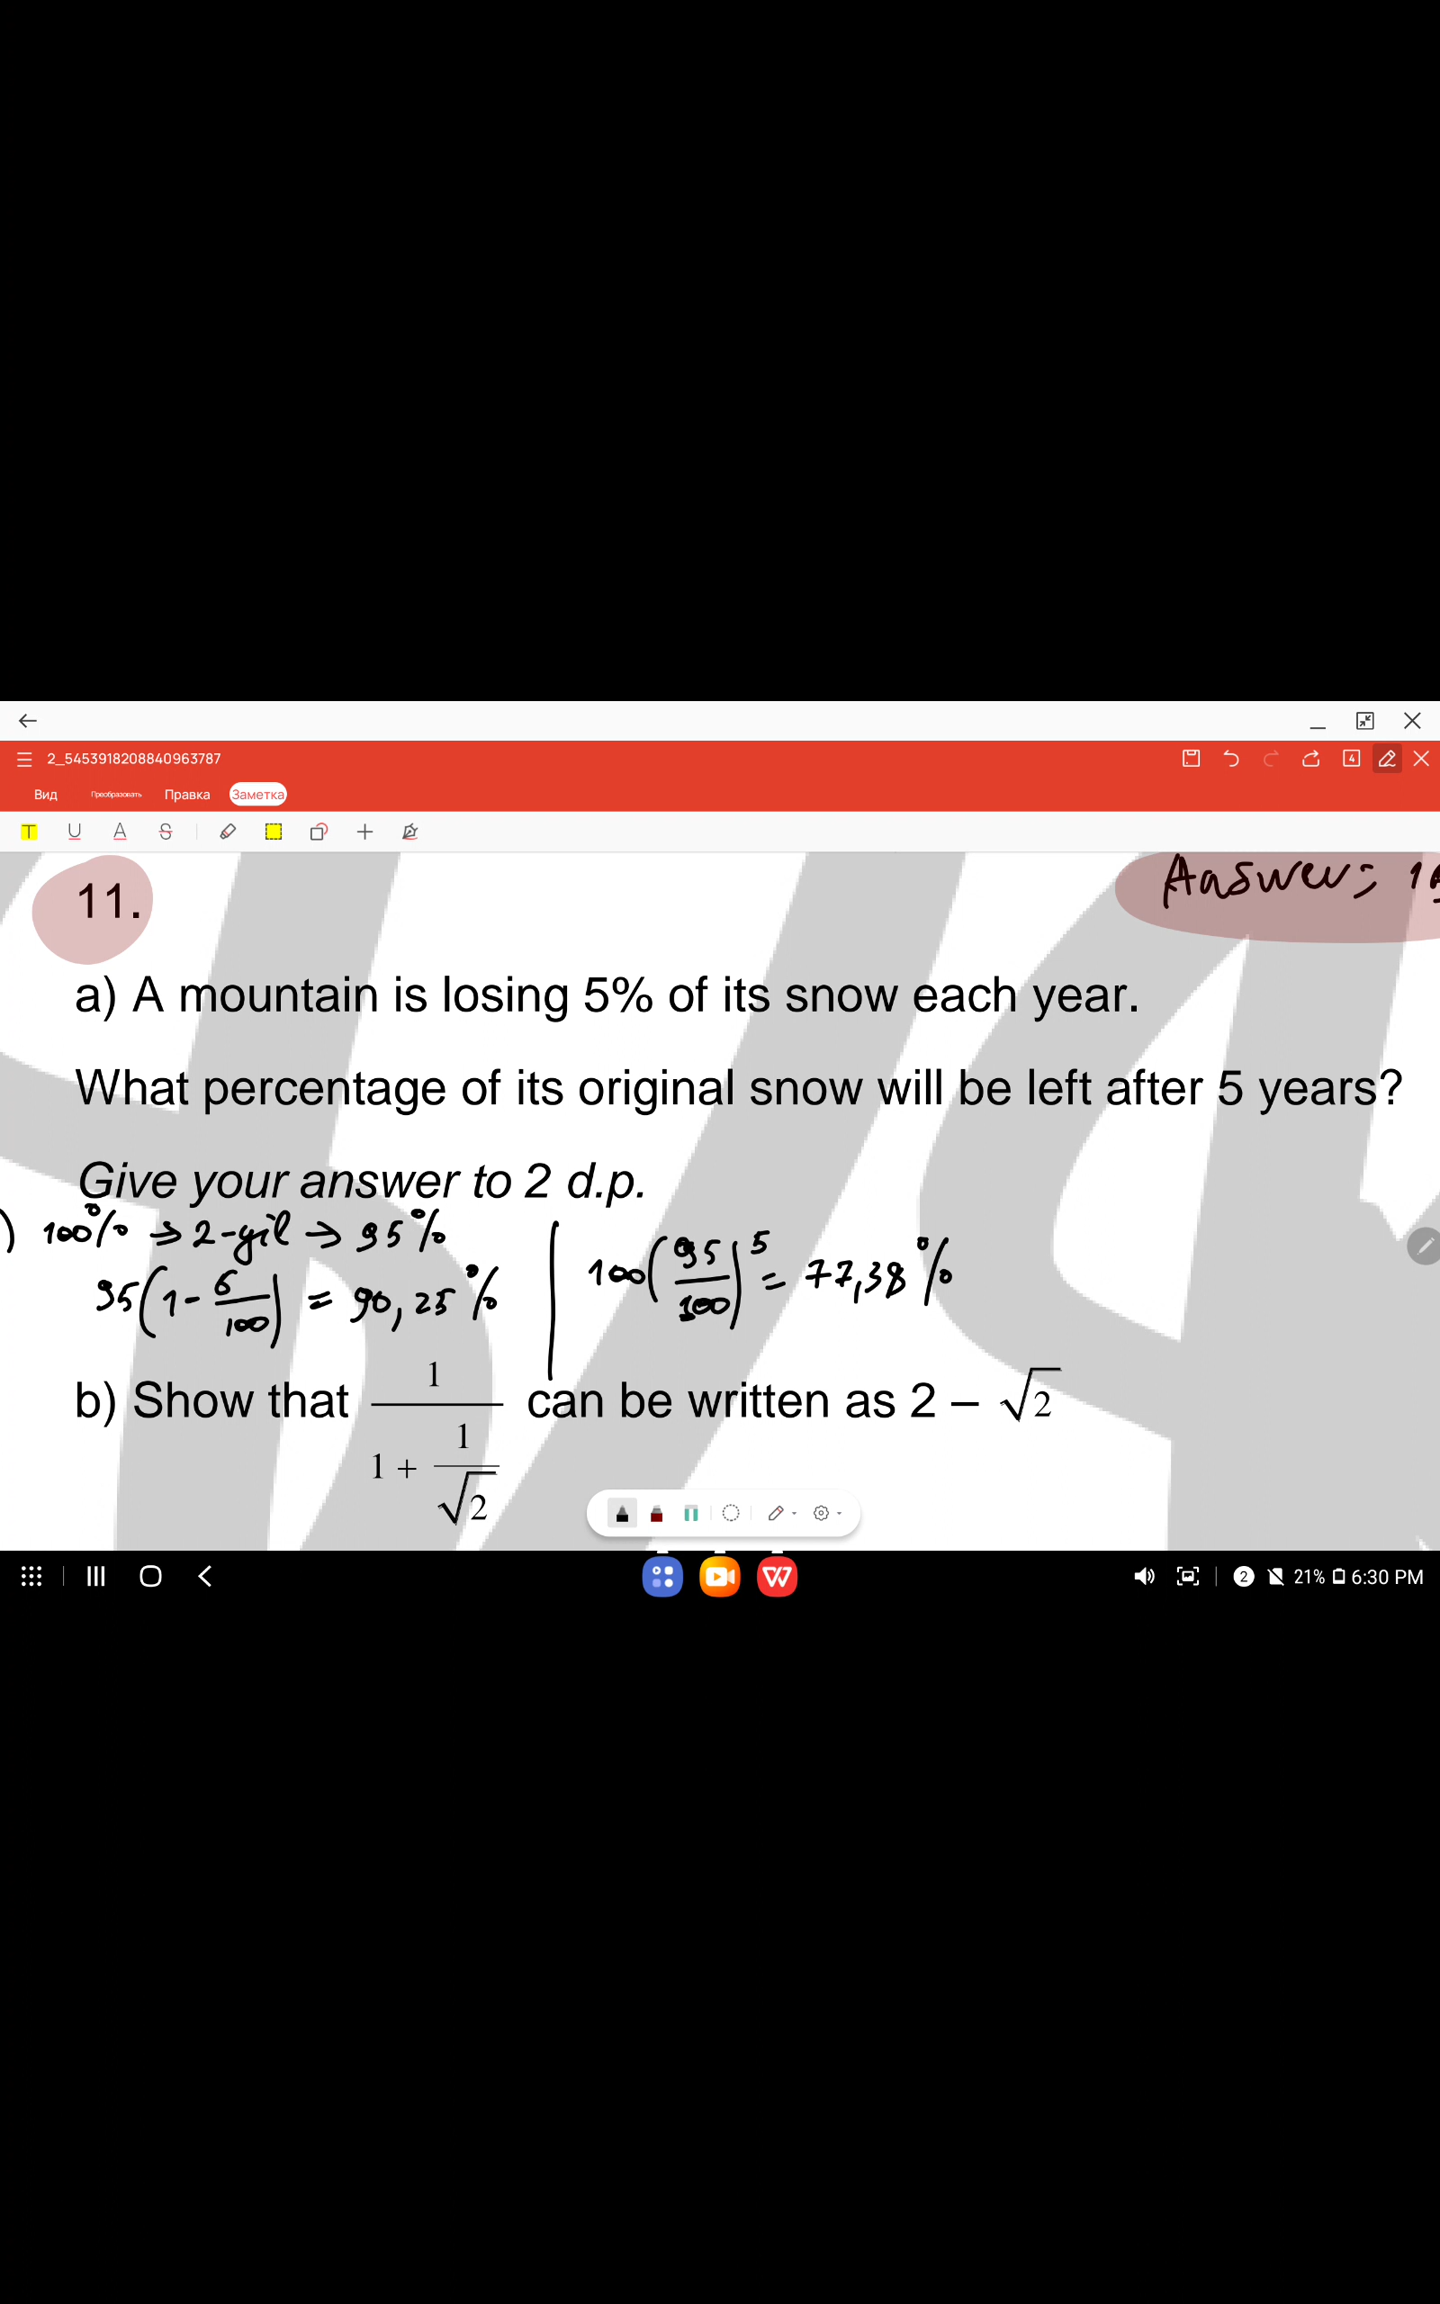 2_5453918208840963787
Вид Преобразовать Правка Заметка
T U A S
Answer:
11.
a) A mountain is losing 5% of its snow each year.
What percentage of its original snow will be left after 5 years?
Give your answer to 2 d.p.
) 100% → 2-yil → 95%
95(1 - 5/100) = 90,25%
100(95/100)^5 = 77,38%
b) Show that 1/(1 + 1/√2) can be written as 2 – √2
2 21% 6:30 PM